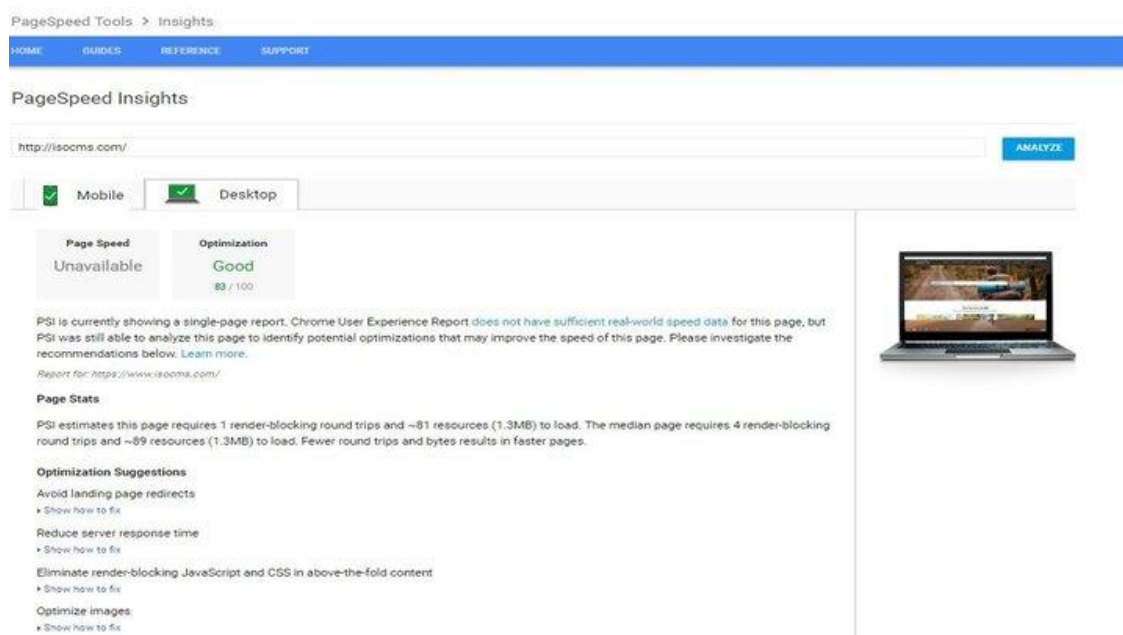 PageSpeed Tools > Insights
HOME GUIDES REFERENCE SUPPORT
PageSpeed Insights
http://isocms.com/ ANALYZE
Mobile Desktop
Page Speed Optimization
Unavailable Good
83 / 100
PSI is currently showing a single-page report. Chrome User Experience Report does not have sufficient real-world speed data for this page, but
PSI was still able to analyze this page to identify potential optimizations that may improve the speed of this page. Please investigate the
recommendations below. Learn more.
Report for: https://www.isocms.com/
Page Stats
PSI estimates this page requires 1 render-blocking round trips and ~81 resources (1.3MB) to load. The median page requires 4 render-blocking
round trips and ~89 resources (1.3MB) to load. Fewer round trips and bytes results in faster pages.
Optimization Suggestions
Avoid landing page redirects
▸ Show how to fix
Reduce server response time
▸ Show how to fix
Eliminate render-blocking JavaScript and CSS in above-the-fold content
▸ Show how to fix
Optimize images
▸ Show how to fix